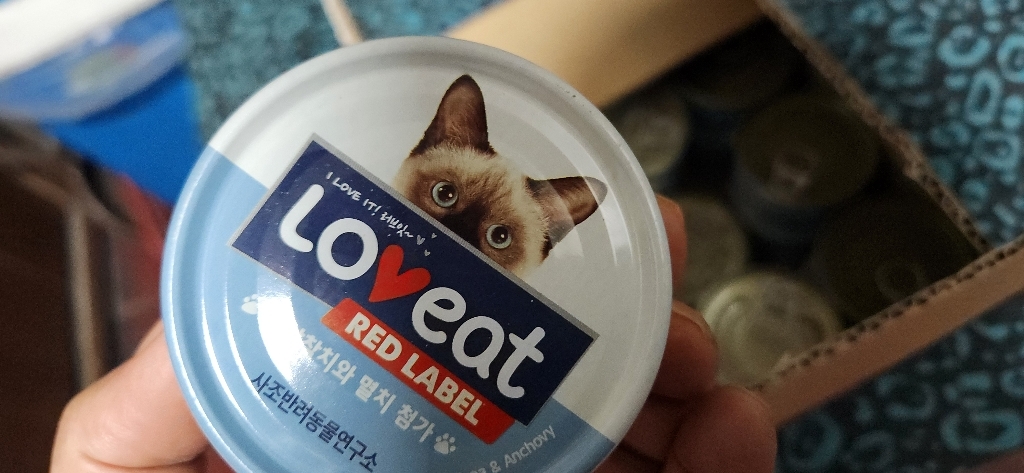 I LOVE IT! 러브잇~
LOVeat
RED LABEL
참치와 멸치 첨가
사조반려동물연구소
& Anchovy